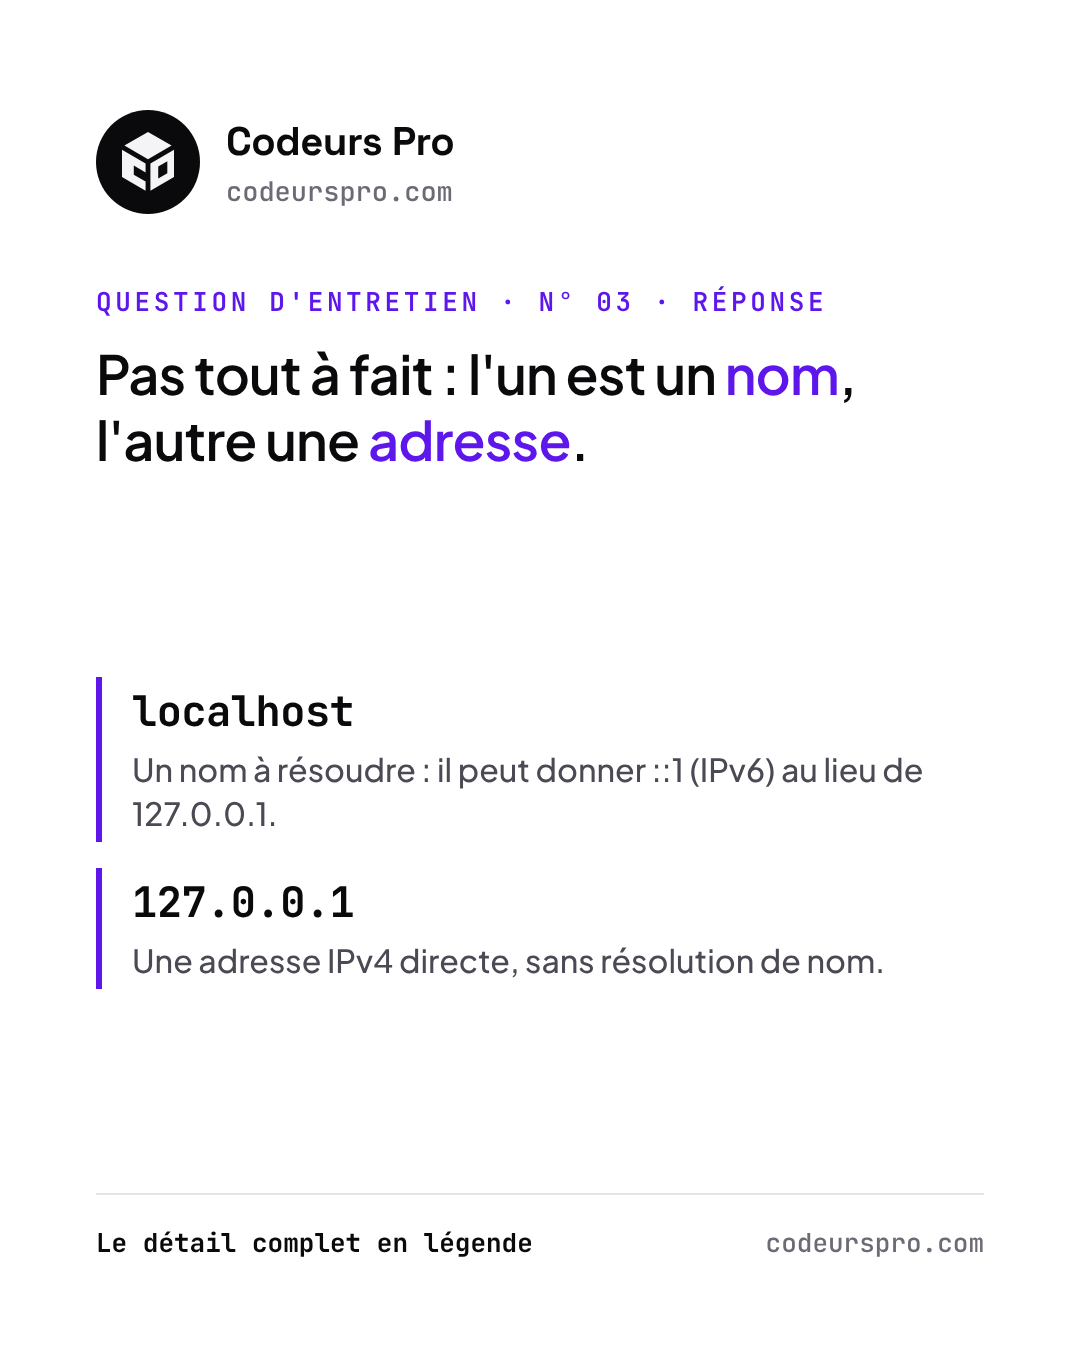 Codeurs Pro
codeurspro.com
QUESTION D'ENTRETIEN · N° 03 · RÉPONSE
Pas tout à fait : l'un est un nom,
l'autre une adresse.
localhost
Un nom à résoudre : il peut donner ::1 (IPv6) au lieu de
127.0.0.1.
127.0.0.1
Une adresse IPv4 directe, sans résolution de nom.
Le détail complet en légende
codeurspro.com